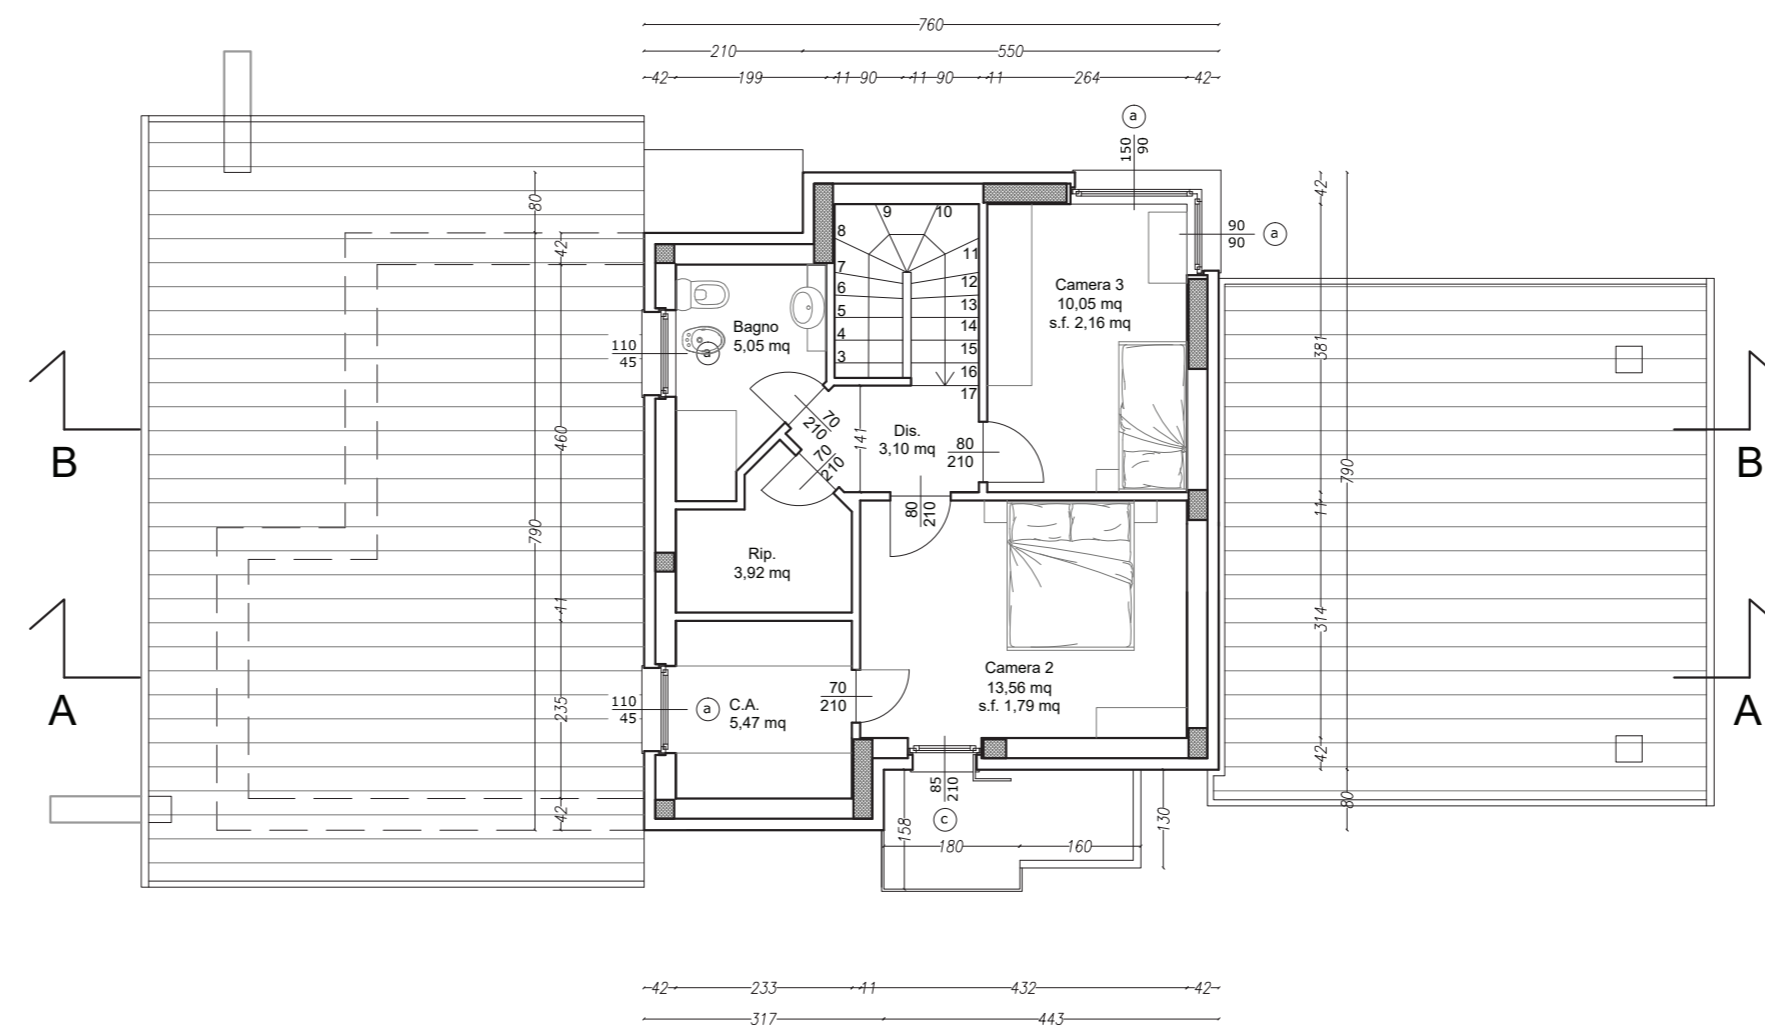 760
210 550
42 199 11 90 11 90 11 264 42
a
150
90
90
90
a
80
42
460
790
11
235
42
42
381
790
11
314
42
80
9 10
8
11
7
12
6
13
5
14
4
15
3
16
17
Camera 3
10,05 mq
s.f. 2,16 mq
Bagno
5,05 mq
110
45
a
70
210
70
210
141
Dis.
3,10 mq
80
210
80
210
Rip.
3,92 mq
B
B
A
A
110
45
a
C.A.
5,47 mq
70
210
Camera 2
13,56 mq
s.f. 1,79 mq
85
210
c
158
180 160
130
42 233 11 432 42
317 443